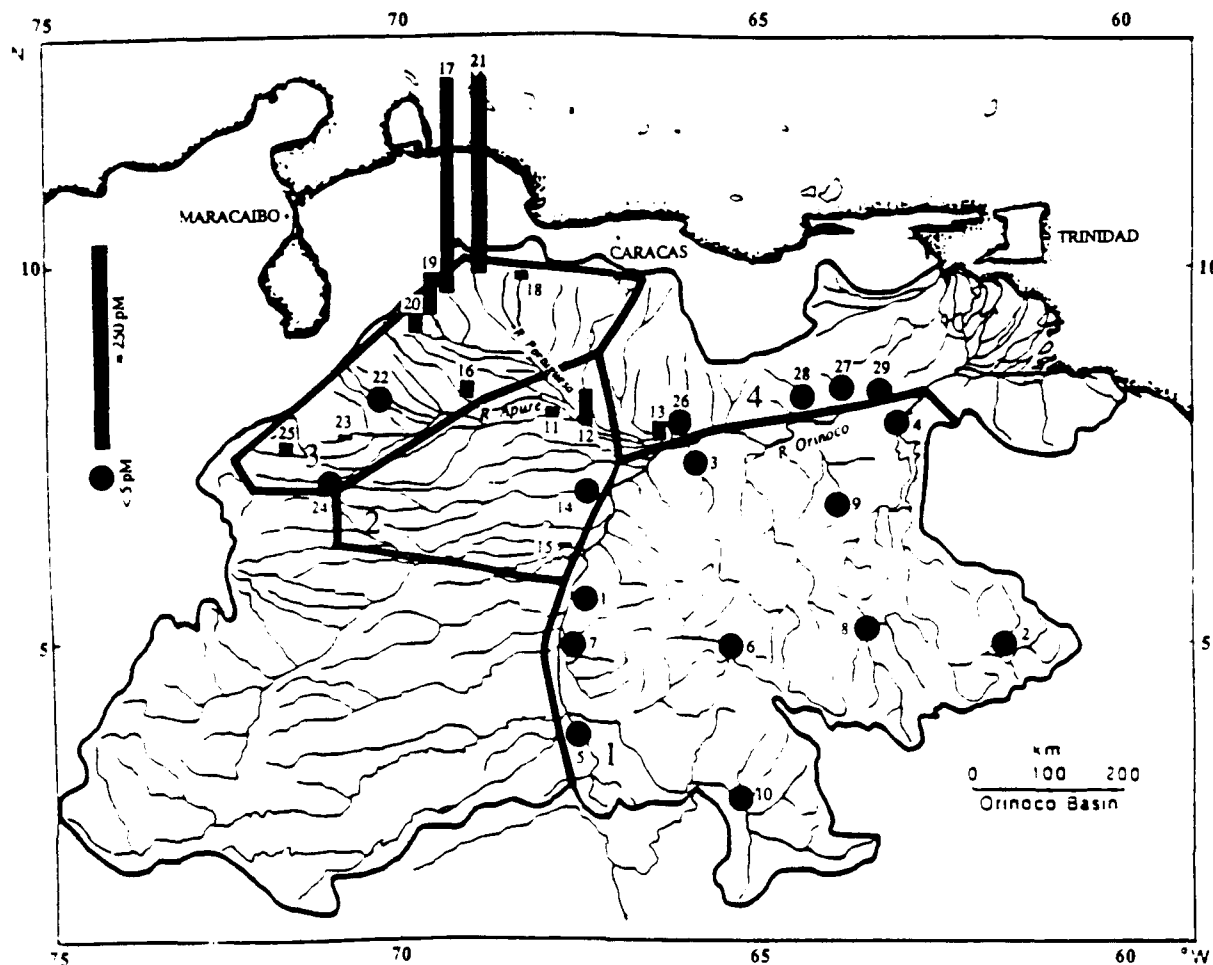 75 70 65 60
N
17 21
MARACAIBO
CARACAS
TRINIDAD
10 10
= 250 pM
< 5 pM
19
20
18
R. Portuguesa
16
22
R. Apure
11
12
13
26
28
27
29
4
4
25
23
3
3
R Orinoco
24
2
14
9
15
1
7
6
8
2
5 5
5
1
10
km
0 100 200
Orinoco Basin
75 70 65 60 °W